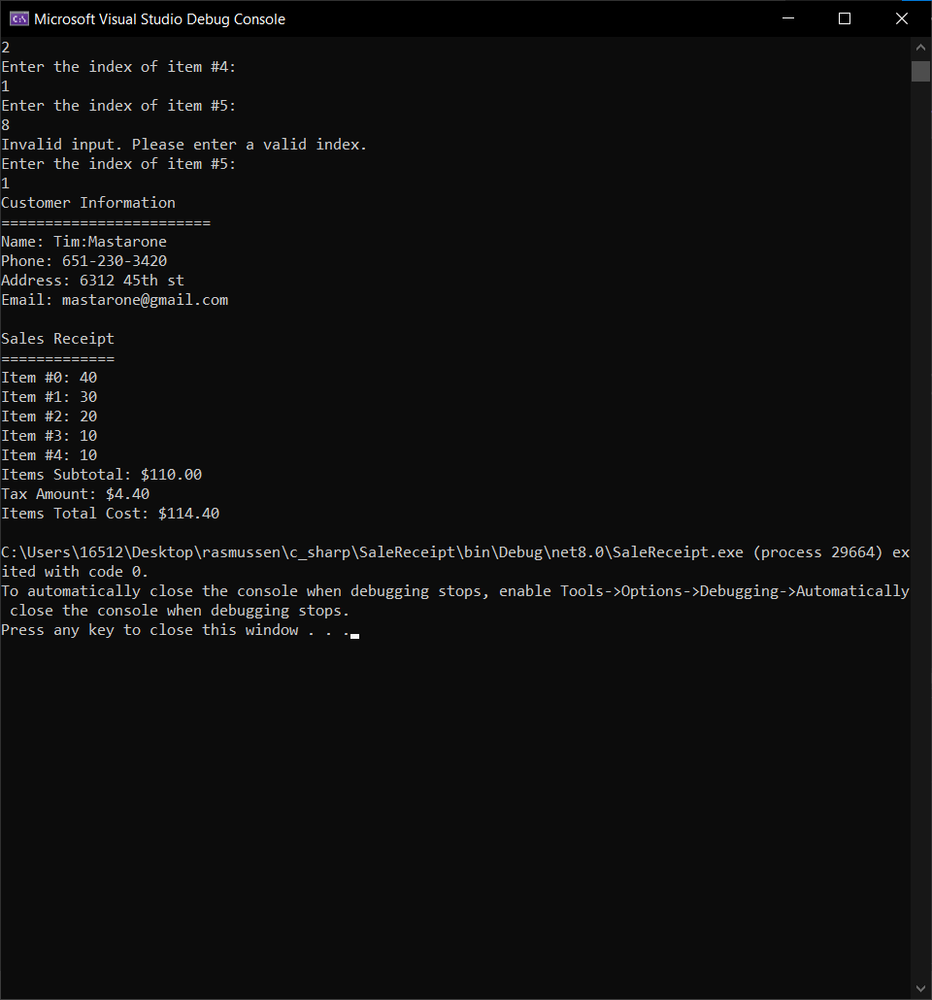 Microsoft Visual Studio Debug Console
2
Enter the index of item #4:
1
Enter the index of item #5:
8
Invalid input. Please enter a valid index.
Enter the index of item #5:
1
Customer Information
========================
Name: Tim:Mastarone
Phone: 651-230-3420
Address: 6312 45th st
Email: mastarone@gmail.com
Sales Receipt
=============
Item #0: 40
Item #1: 30
Item #2: 20
Item #3: 10
Item #4: 10
Items Subtotal: $110.00
Tax Amount: $4.40
Items Total Cost: $114.40
C:\Users\16512\Desktop\rasmussen\c_sharp\SaleReceipt\bin\Debug\net8.0\SaleReceipt.exe (process 29664) ex
ited with code 0.
To automatically close the console when debugging stops, enable Tools->Options->Debugging->Automatically
 close the console when debugging stops.
Press any key to close this window . . .